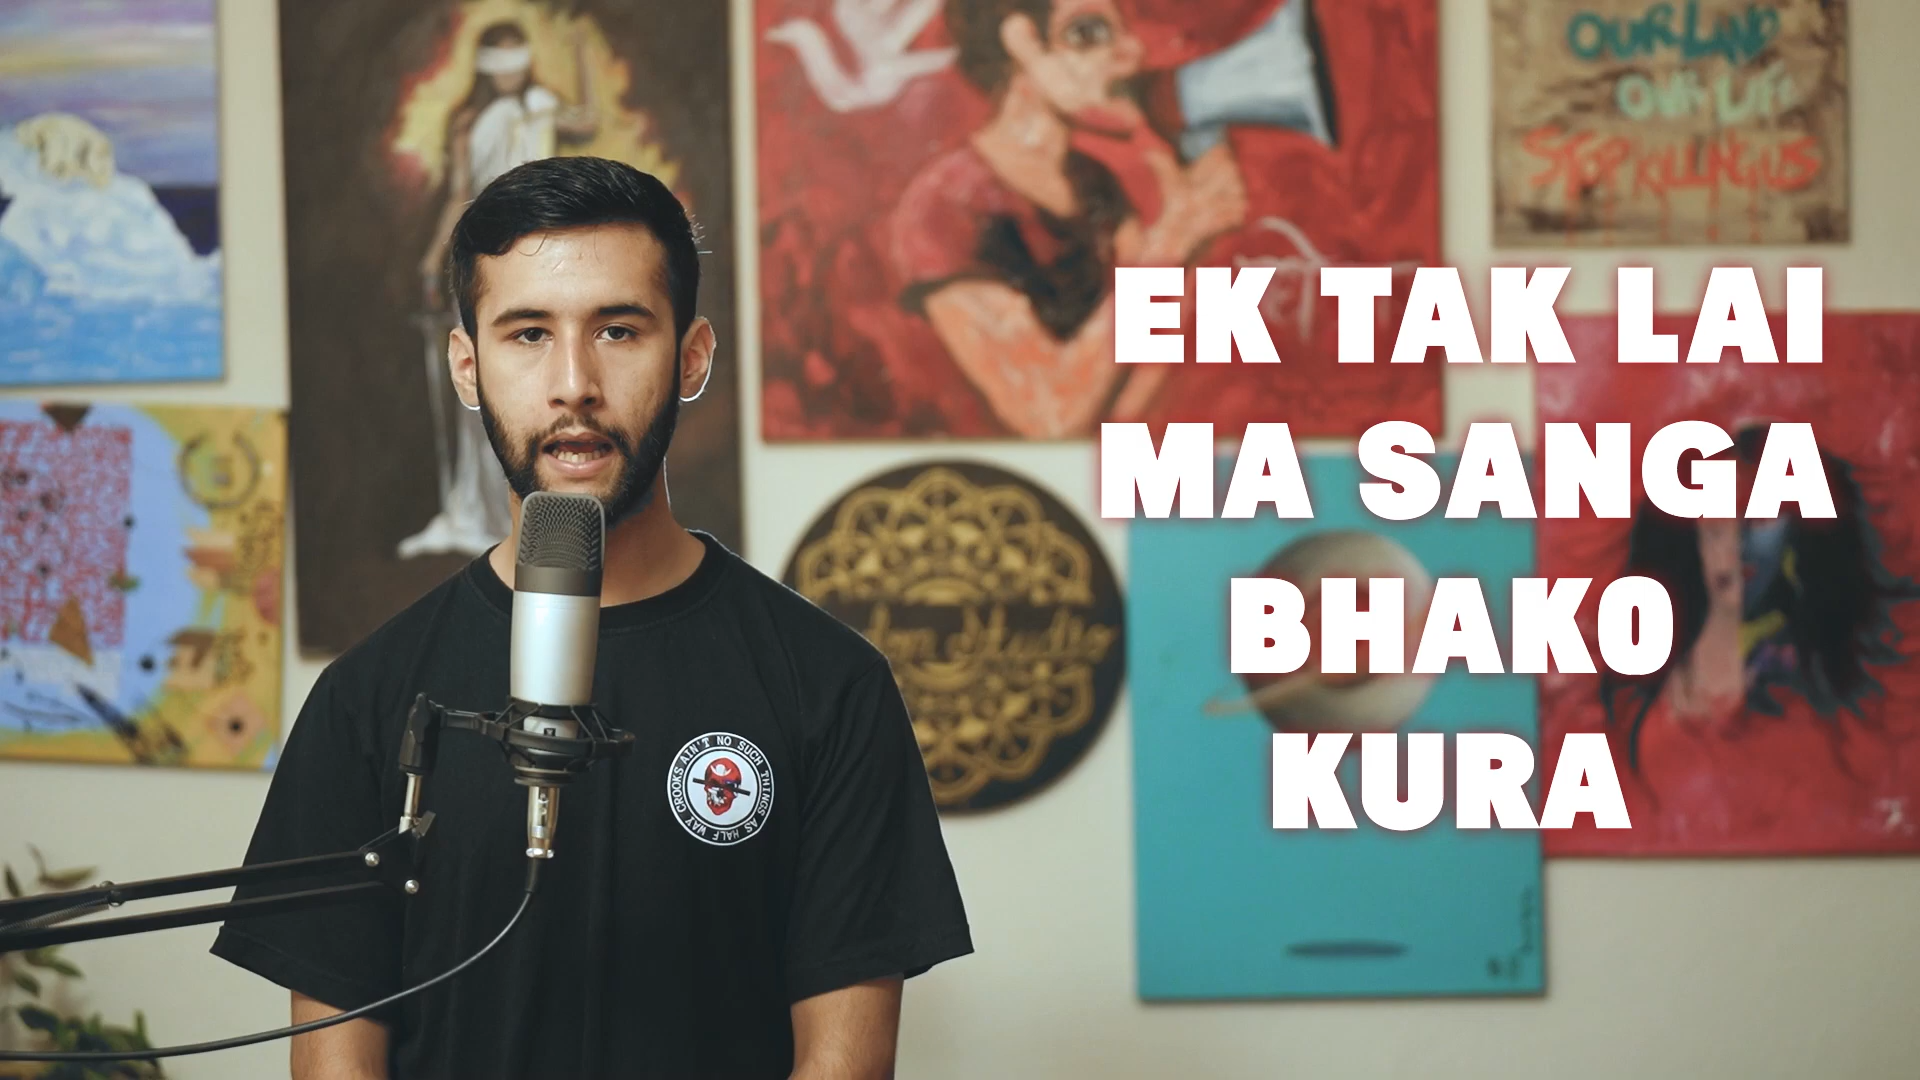 OUR LAND
OUR LIFE
STOP KILLING US
EK TAK LAI
MA SANGA
BHAKO
KURA
Studio
CROOKS AIN'T NO SUCH THINGS AS HALF WAY